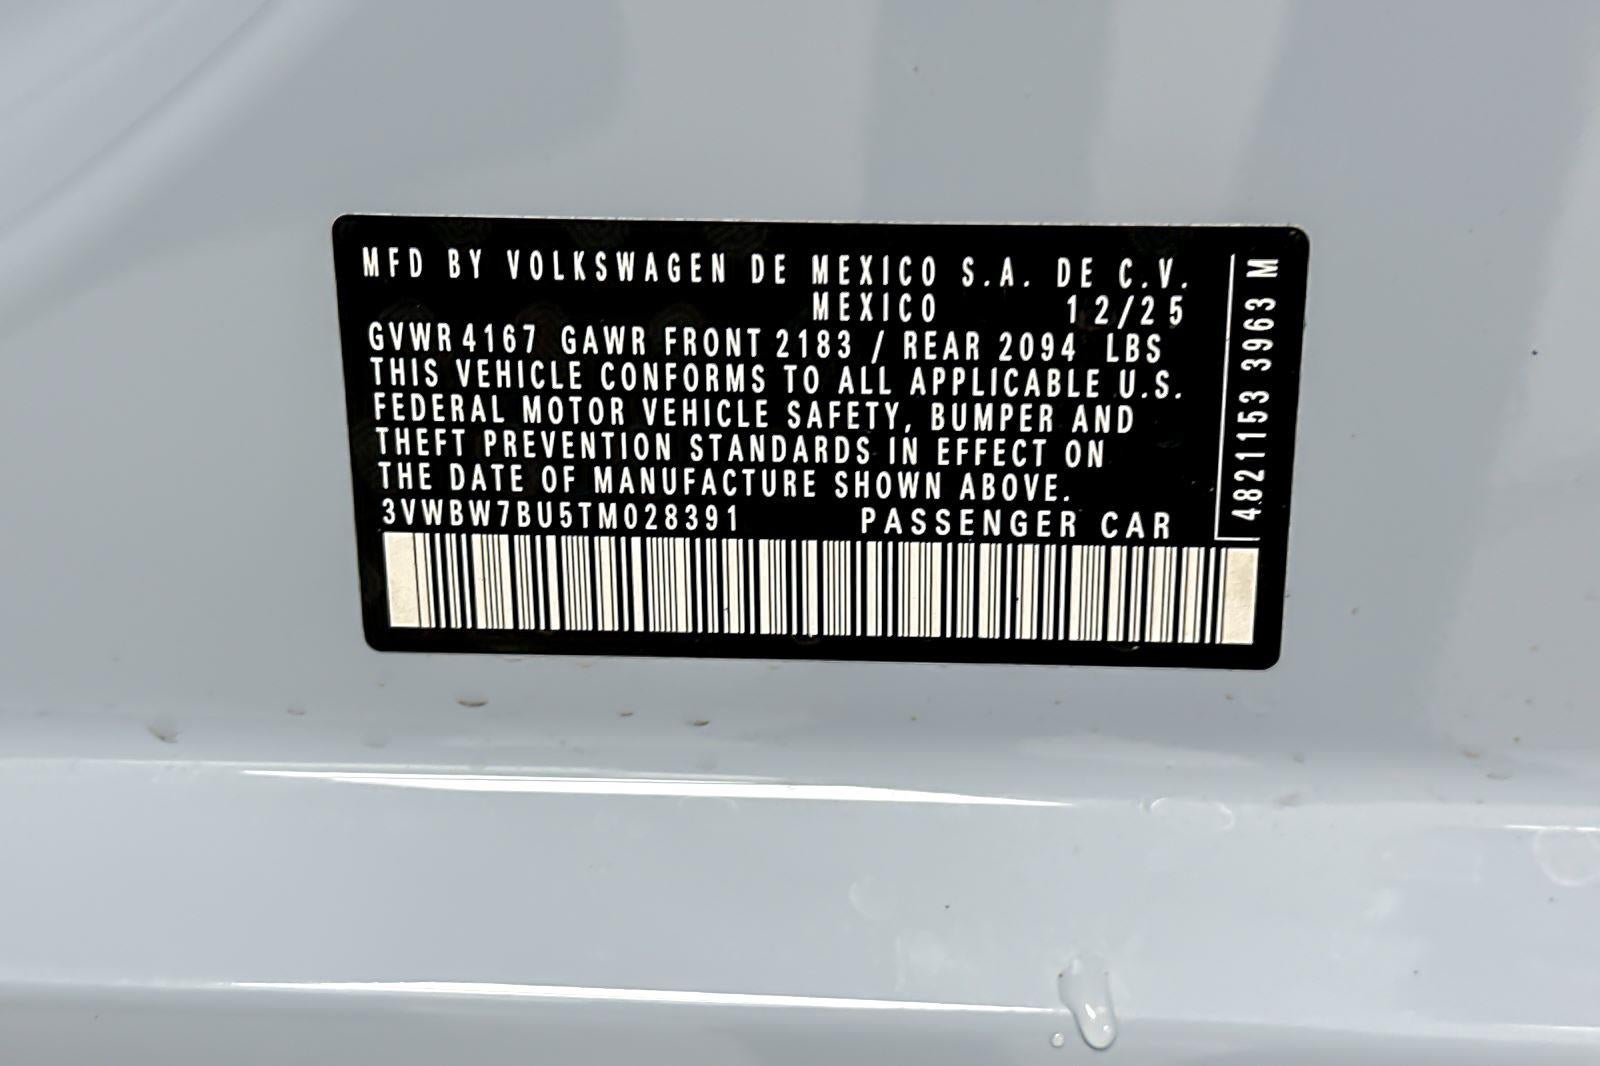 MFD BY VOLKSWAGEN DE MEXICO S.A. DE C.V.
MEXICO 12/25
GVWR 4167 GAWR FRONT 2183 / REAR 2094 LBS
THIS VEHICLE CONFORMS TO ALL APPLICABLE U.S.
FEDERAL MOTOR VEHICLE SAFETY, BUMPER AND
THEFT PREVENTION STANDARDS IN EFFECT ON
THE DATE OF MANUFACTURE SHOWN ABOVE.
3VWBW7BU5TM028391 PASSENGER CAR
4821153 3963 M